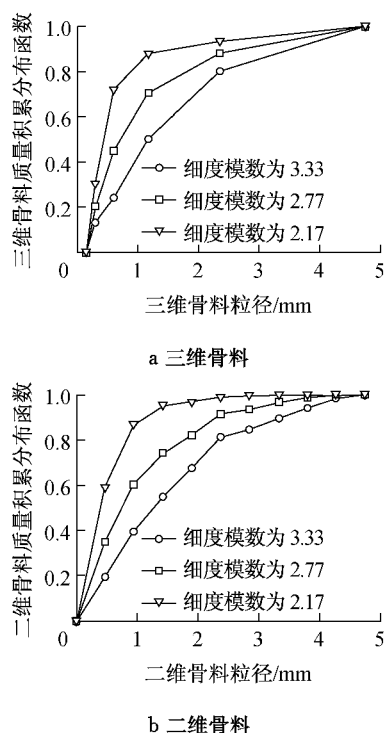 三维骨料质量积累分布函数
1.0
0.8
0.6
0.4
0.2
0
细度模数为 3.33
细度模数为 2.77
细度模数为 2.17
1 2 3 4 5
三维骨料粒径/mm
a 三维骨料
二维骨料质量积累分布函数
1.0
0.8
0.6
0.4
0.2
0
细度模数为 3.33
细度模数为 2.77
细度模数为 2.17
1 2 3 4 5
二维骨料粒径/mm
b 二维骨料